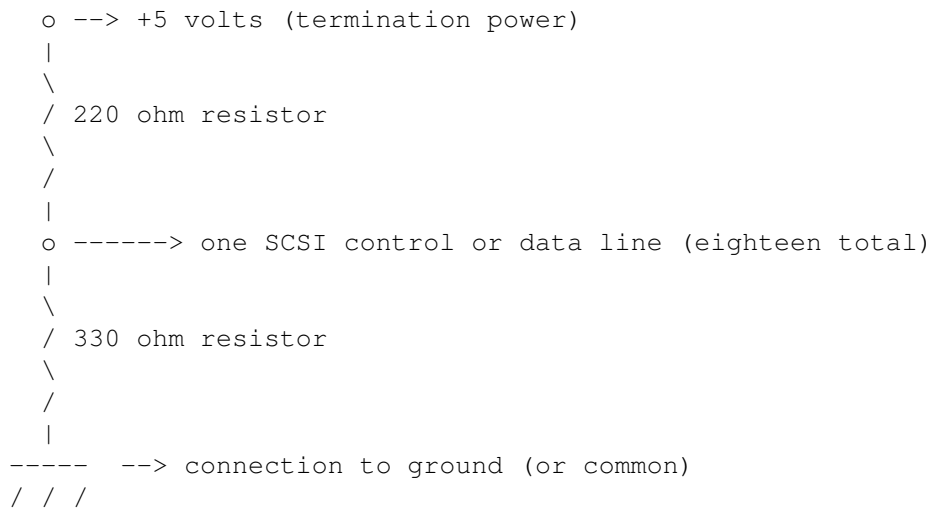 o --> +5 volts (termination power)
|
\
/ 220 ohm resistor
\
/
|
o ------> one SCSI control or data line (eighteen total)
|
\
/ 330 ohm resistor
\
/
|
----- --> connection to ground (or common)
/ / /